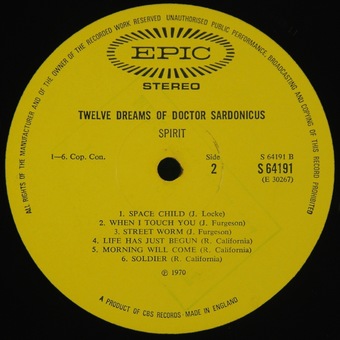 ALL RIGHTS OF THE MANUFACTURER AND OF THE OWNER OF THE RECORDED WORK RESERVED UNAUTHORISED PUBLIC PERFORMANCE BROADCASTING AND COPYING OF THIS RECORD PROHIBITED
EPIC
STEREO
TWELVE DREAMS OF DOCTOR SARDONICUS
SPIRIT
1-6. Cop. Con.
Side
2
S 64191 B
S 64191
(E 30267)
1. SPACE CHILD (J. Locke)
2. WHEN I TOUCH YOU (J. Furgeson)
3. STREET WORM (J. Furgeson)
4. LIFE HAS JUST BEGUN (R. California)
5. MORNING WILL COME (R. California)
6. SOLDIER (R. California)
℗ 1970
A PRODUCT OF CBS RECORDS · MADE IN ENGLAND